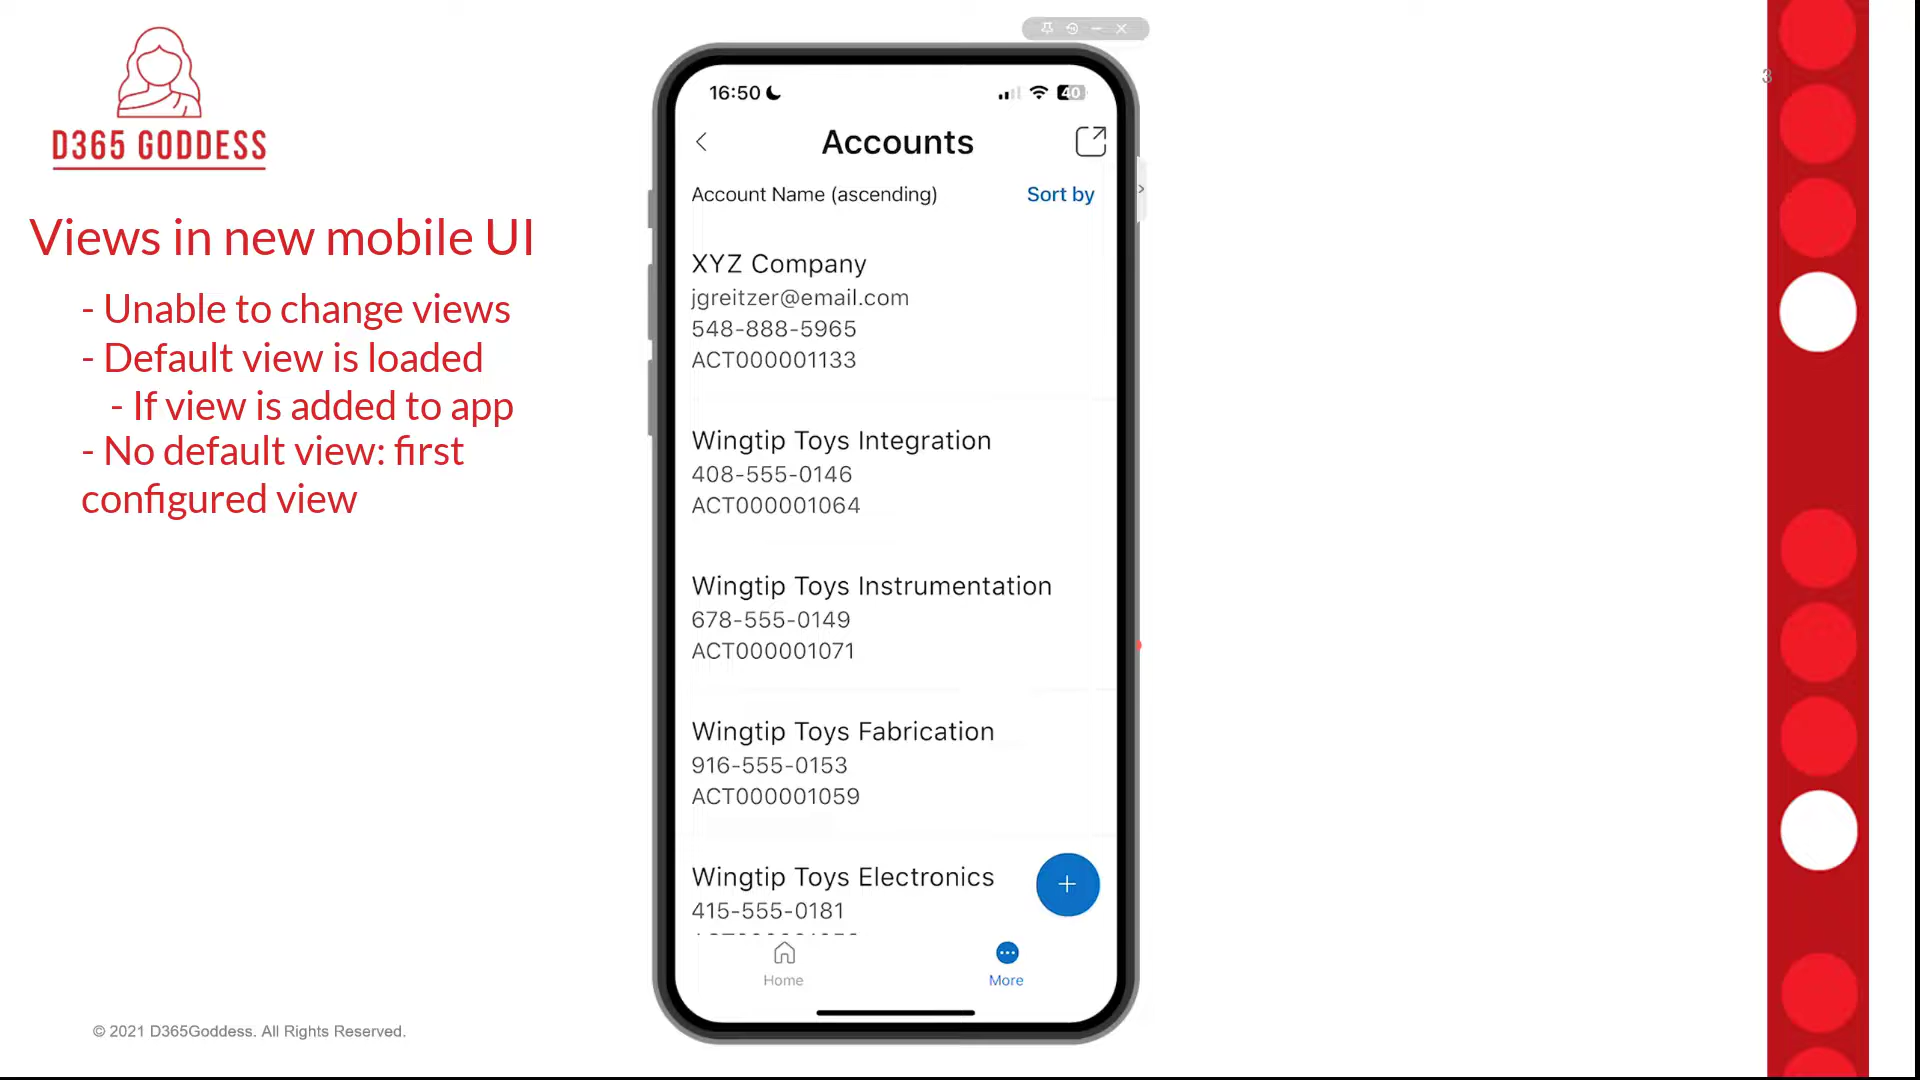 D365 GODDESS
Views in new mobile UI
- Unable to change views
- Default view is loaded
- If view is added to app
- No default view: first
configured view
© 2021 D365Goddess. All Rights Reserved.
16:50
40
Accounts
Account Name (ascending)
Sort by
XYZ Company
jgreitzer@email.com
548-888-5965
ACT000001133
Wingtip Toys Integration
408-555-0146
ACT000001064
Wingtip Toys Instrumentation
678-555-0149
ACT000001071
Wingtip Toys Fabrication
916-555-0153
ACT000001059
Wingtip Toys Electronics
415-555-0181
Home
More
3